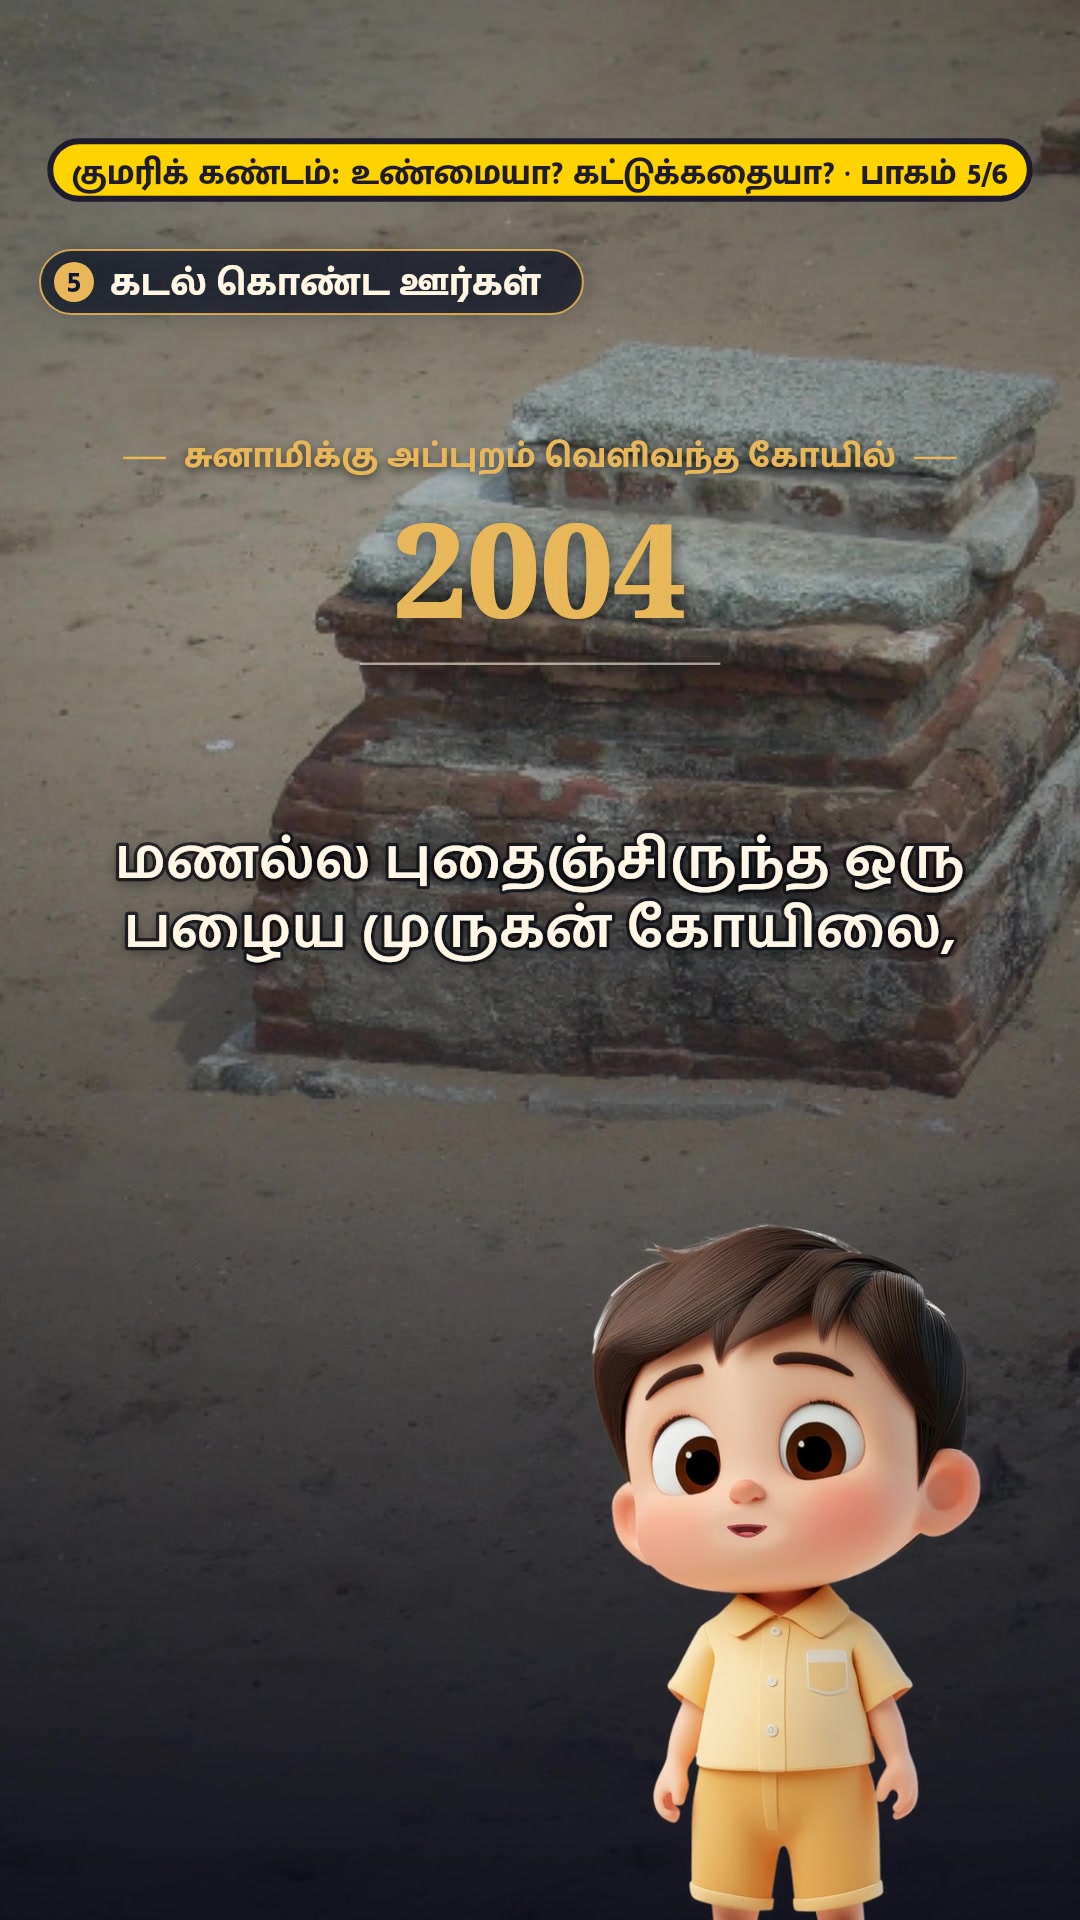 குமரிக் கண்டம்: உண்மையா? கட்டுக்கதையா? · பாகம் 5/6
5 கடல் கொண்ட ஊர்கள்
சுனாமிக்கு அப்புறம் வெளிவந்த கோயில்
2004
மணல்ல புதைஞ்சிருந்த ஒரு
பழைய முருகன் கோயிலை,